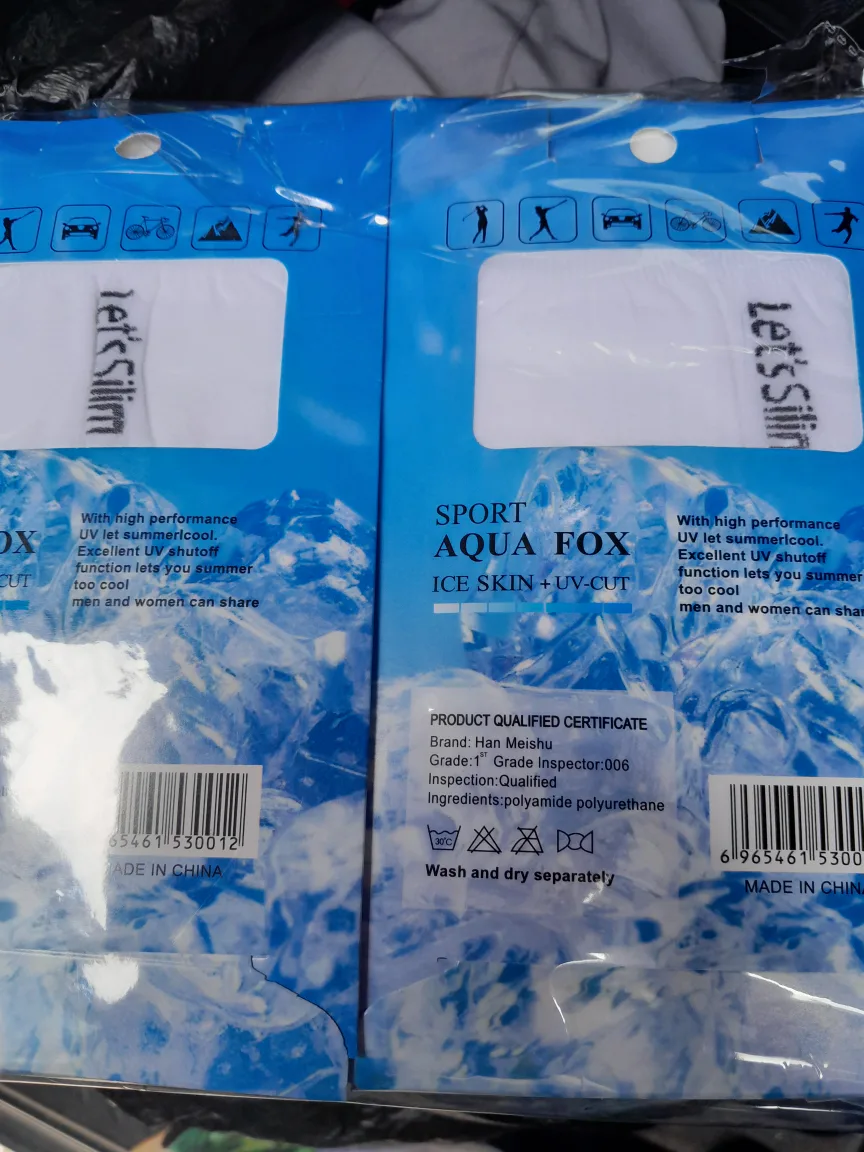 Let's Silim
OX
CUT
With high performance
UV let summerlcool.
Excellent UV shutoff
function lets you summer
too cool
men and women can share
65461 530012
ADE IN CHINA
Let's Silin
SPORT
AQUA FOX
ICE SKIN + UV-CUT
With high performance
UV let summerlcool.
Excellent UV shutoff
function lets you summer
too cool
men and women can shar
PRODUCT QUALIFIED CERTIFICATE
Brand: Han Meishu
Grade:1ST Grade Inspector:006
Inspection:Qualified
Ingredients:polyamide polyurethane
30°C
Wash and dry separately
6 965461 5300
MADE IN CHINA